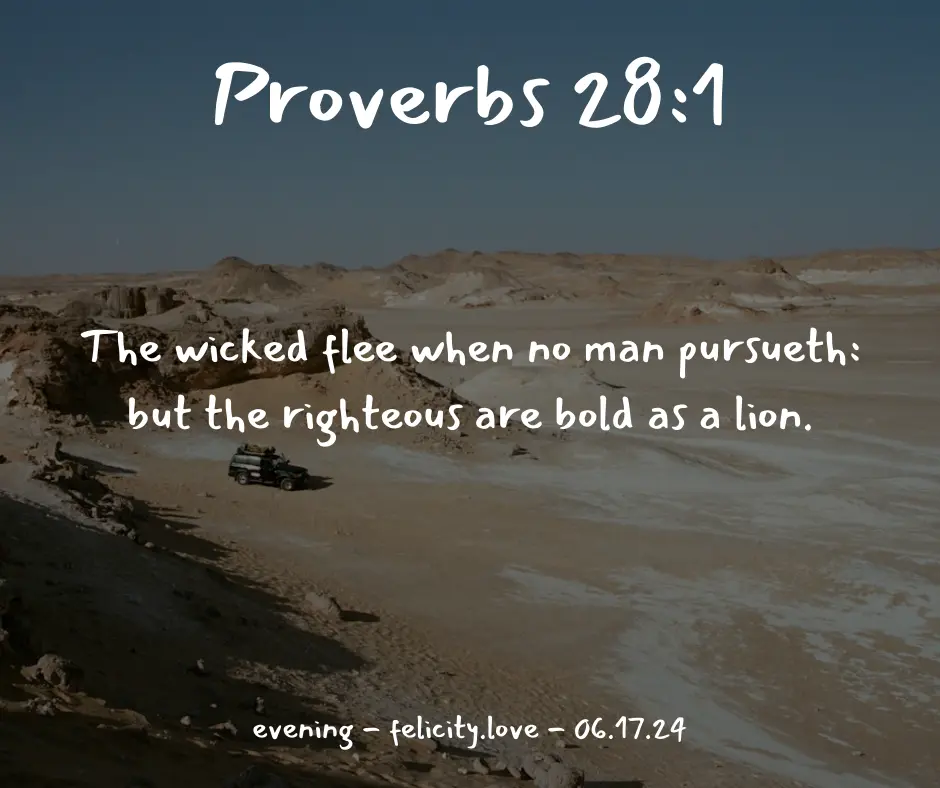 Proverbs 28:1
The wicked flee when no man pursueth:
but the righteous are bold as a lion.
evening - felicity.love - 06.17.24